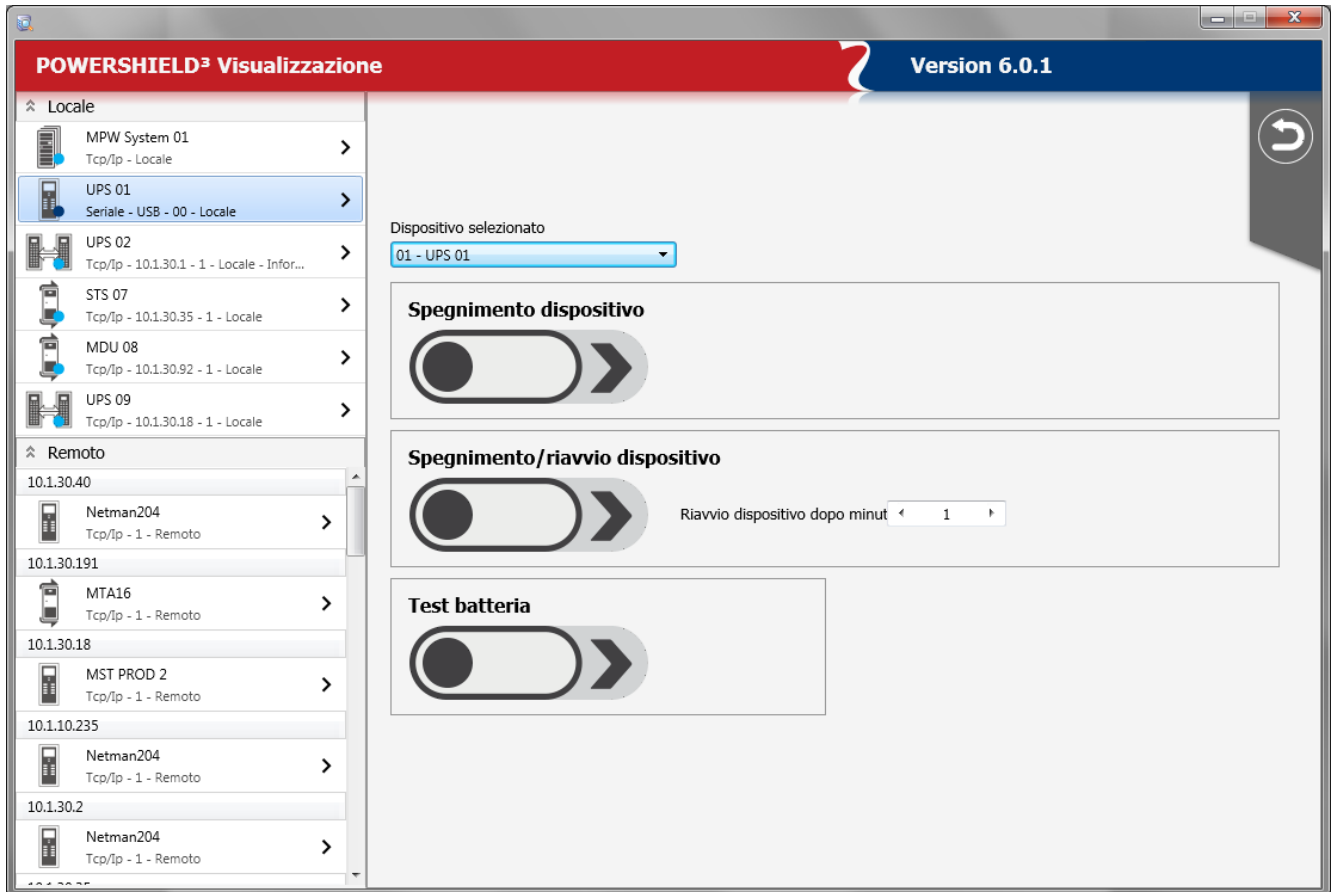 POWERSHIELD³ Visualizzazione
Version 6.0.1
Locale
MPW System 01
Tcp/Ip - Locale
UPS 01
Seriale - USB - 00 - Locale
UPS 02
Tcp/Ip - 10.1.30.1 - 1 - Locale - Infor...
STS 07
Tcp/Ip - 10.1.30.35 - 1 - Locale
MDU 08
Tcp/Ip - 10.1.30.92 - 1 - Locale
UPS 09
Tcp/Ip - 10.1.30.18 - 1 - Locale
Remoto
10.1.30.40
Netman204
Tcp/Ip - 1 - Remoto
10.1.30.191
MTA16
Tcp/Ip - 1 - Remoto
10.1.30.18
MST PROD 2
Tcp/Ip - 1 - Remoto
10.1.10.235
Netman204
Tcp/Ip - 1 - Remoto
10.1.30.2
Netman204
Tcp/Ip - 1 - Remoto
Dispositivo selezionato
01 - UPS 01
Spegnimento dispositivo
Spegnimento/riavvio dispositivo
Riavvio dispositivo dopo minut 1
Test batteria